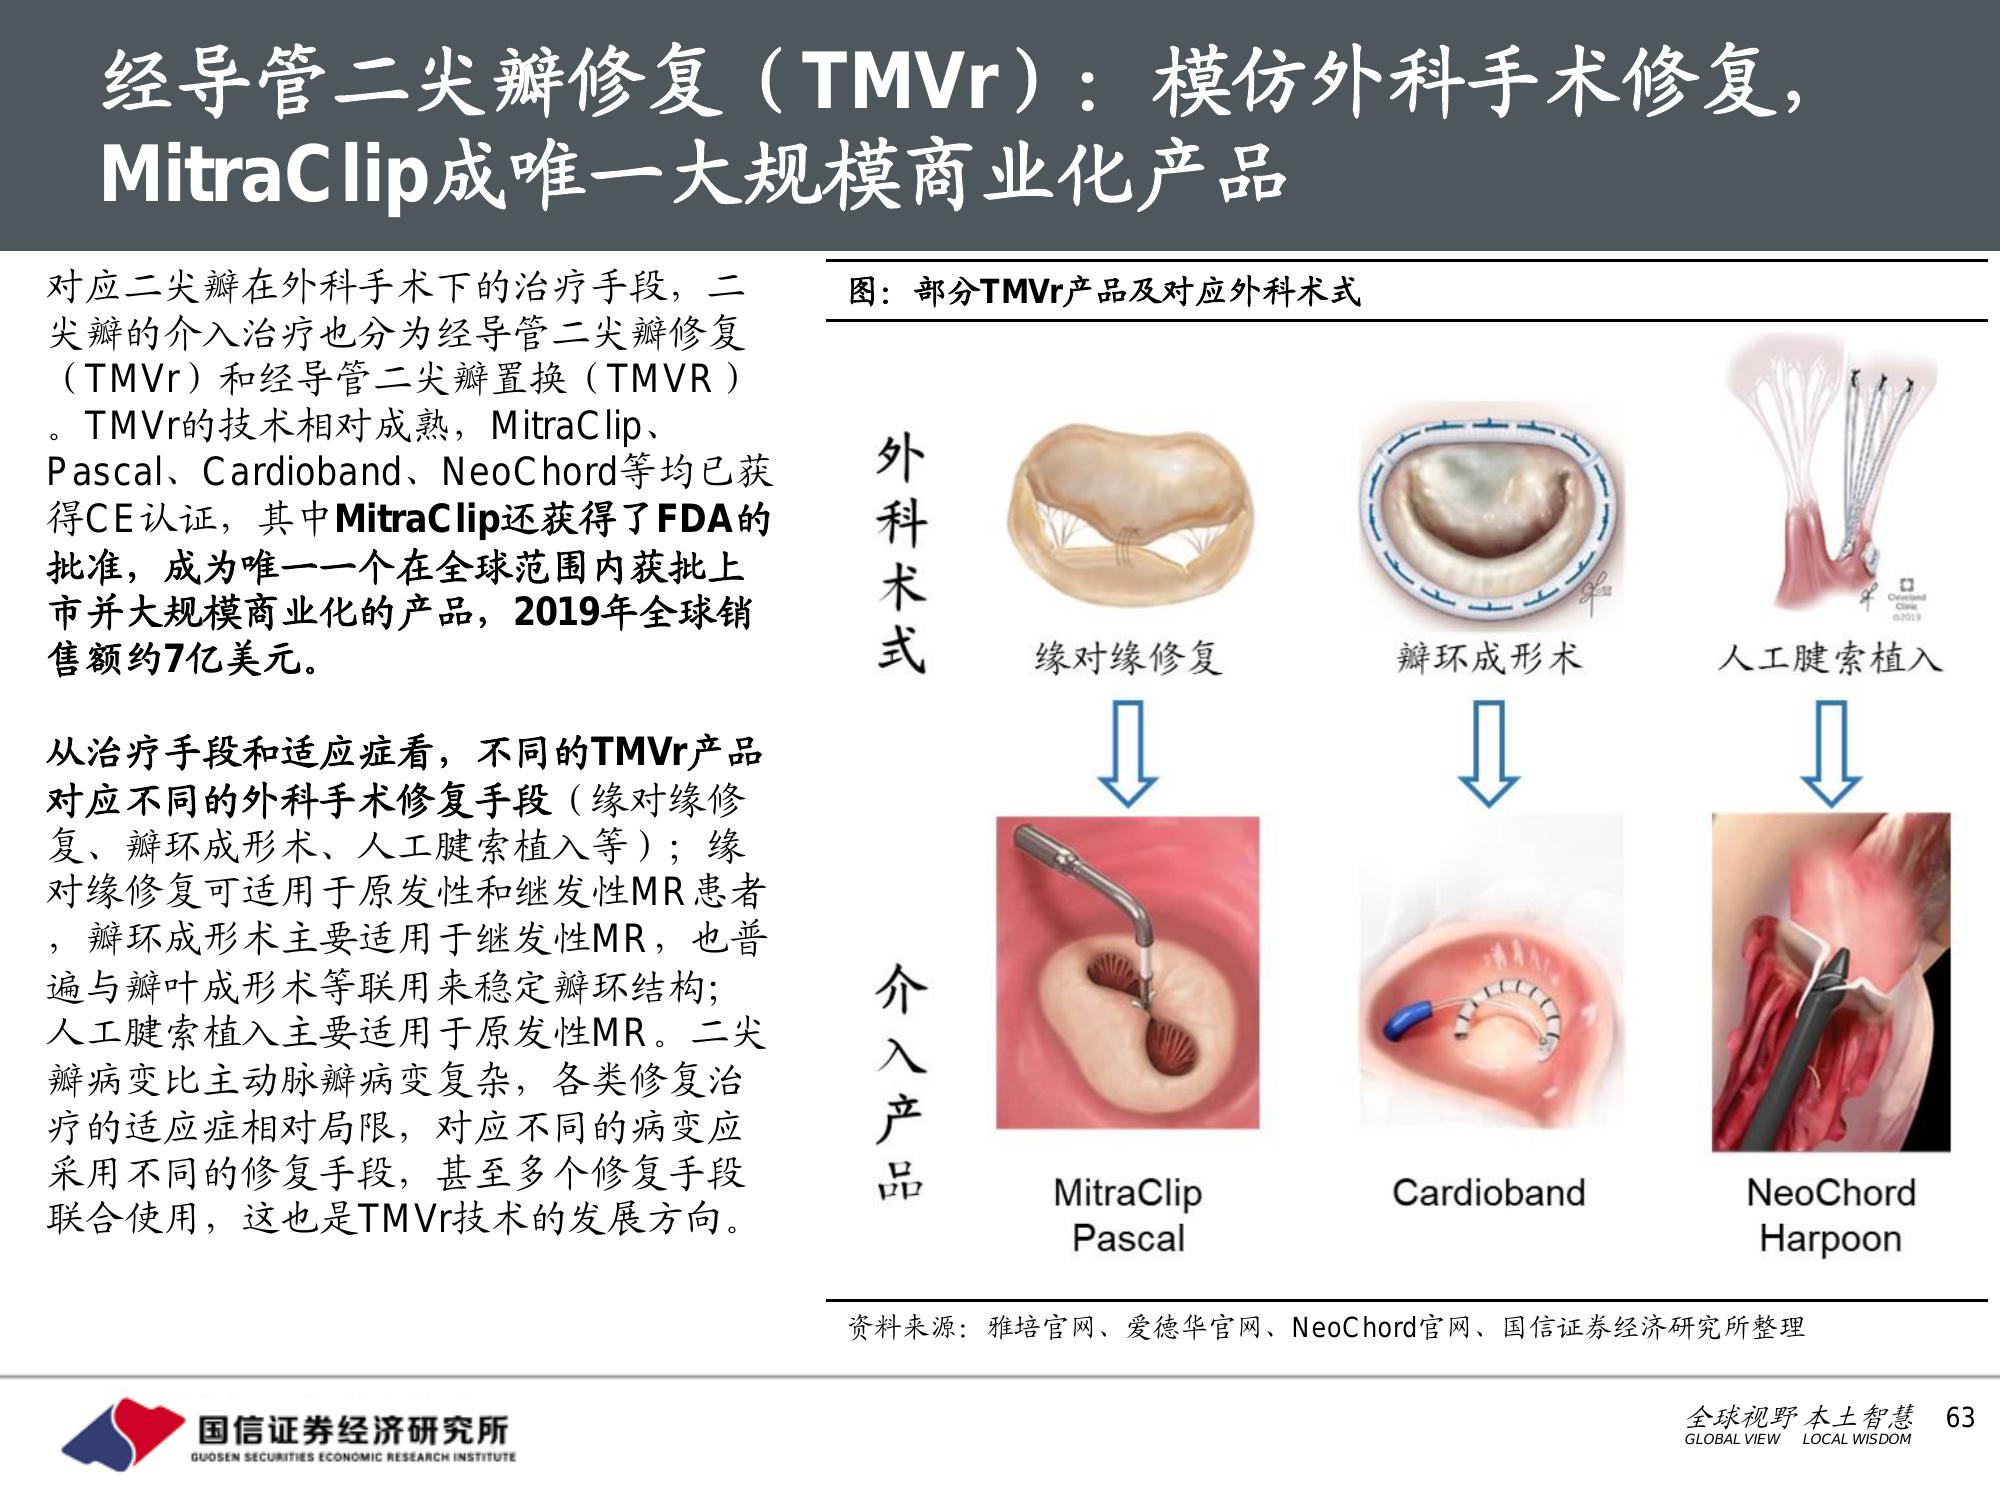 经导管二尖瓣修复（TMVr）：模仿外科手术修复，
MitraClip成唯一大规模商业化产品
对应二尖瓣在外科手术下的治疗手段，二
尖瓣的介入治疗也分为经导管二尖瓣修复
（TMVr）和经导管二尖瓣置换（TMVR）
。TMVr的技术相对成熟，MitraClip、
Pascal、Cardioband、NeoChord等均已获
得CE认证，其中MitraClip还获得了FDA的
批准，成为唯一一个在全球范围内获批上
市并大规模商业化的产品，2019年全球销
售额约7亿美元。
从治疗手段和适应症看，不同的TMVr产品
对应不同的外科手术修复手段（缘对缘修
复、瓣环成形术、人工腱索植入等）；缘
对缘修复可适用于原发性和继发性MR患者
，瓣环成形术主要适用于继发性MR，也普
遍与瓣叶成形术等联用来稳定瓣环结构；
人工腱索植入主要适用于原发性MR。二尖
瓣病变比主动脉瓣病变复杂，各类修复治
疗的适应症相对局限，对应不同的病变应
采用不同的修复手段，甚至多个修复手段
联合使用，这也是TMVr技术的发展方向。
图：部分TMVr产品及对应外科术式
外
科
术
式
Cleveland
Clinic
©2019
缘对缘修复
瓣环成形术
人工腱索植入
介
入
产
品
MitraClip
Pascal
Cardioband
NeoChord
Harpoon
资料来源：雅培官网、爱德华官网、NeoChord官网、国信证券经济研究所整理
国信证券经济研究所
GUOSEN SECURITIES ECONOMIC RESEARCH INSTITUTE
全球视野 本土智慧
GLOBAL VIEW LOCAL WISDOM
63